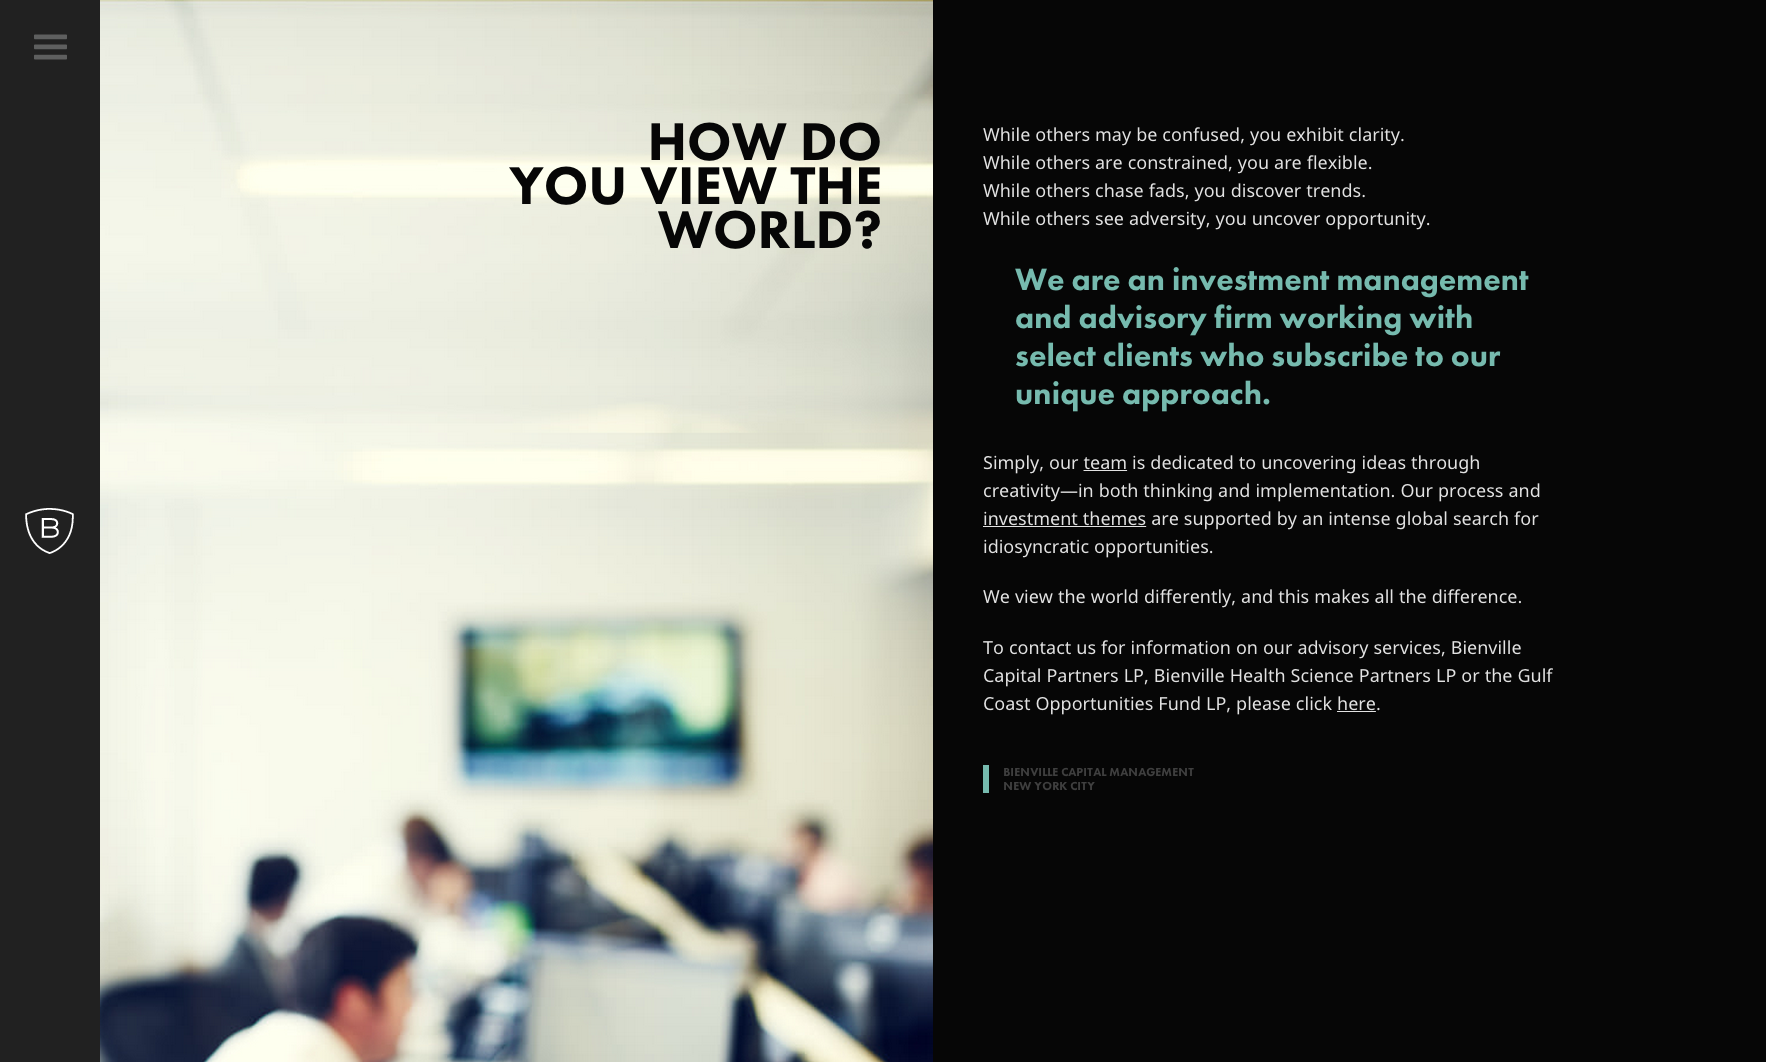 HOW DO
YOU VIEW THE
WORLD?
While others may be confused, you exhibit clarity.
While others are constrained, you are flexible.
While others chase fads, you discover trends.
While others see adversity, you uncover opportunity.
We are an investment management
and advisory firm working with
select clients who subscribe to our
unique approach.
Simply, our team is dedicated to uncovering ideas through
creativity—in both thinking and implementation. Our process and
investment themes are supported by an intense global search for
idiosyncratic opportunities.
We view the world differently, and this makes all the difference.
To contact us for information on our advisory services, Bienville
Capital Partners LP, Bienville Health Science Partners LP or the Gulf
Coast Opportunities Fund LP, please click here.
BIENVILLE CAPITAL MANAGEMENT
NEW YORK CITY
B